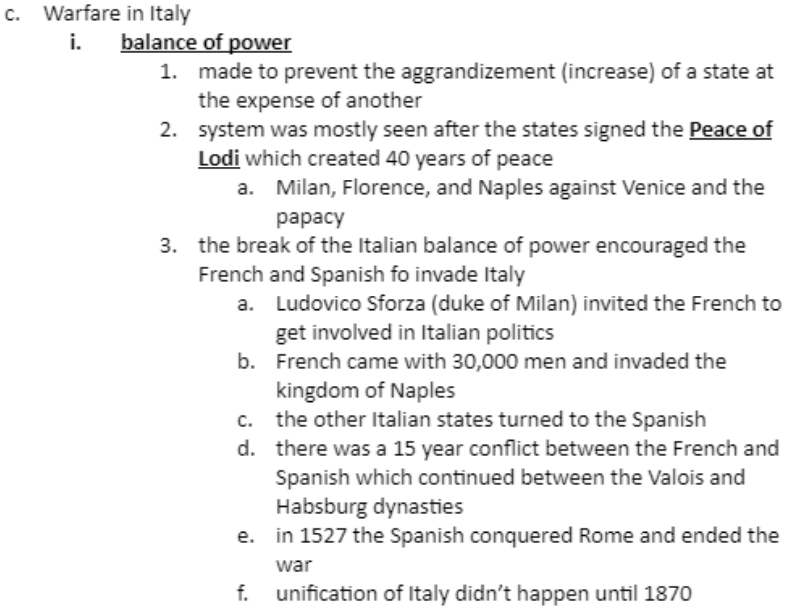 c. Warfare in Italy
i. balance of power
1. made to prevent the aggrandizement (increase) of a state at
the expense of another
2. system was mostly seen after the states signed the Peace of
Lodi which created 40 years of peace
a. Milan, Florence, and Naples against Venice and the
papacy
3. the break of the Italian balance of power encouraged the
French and Spanish fo invade Italy
a. Ludovico Sforza (duke of Milan) invited the French to
get involved in Italian politics
b. French came with 30,000 men and invaded the
kingdom of Naples
c. the other Italian states turned to the Spanish
d. there was a 15 year conflict between the French and
Spanish which continued between the Valois and
Habsburg dynasties
e. in 1527 the Spanish conquered Rome and ended the
war
f. unification of Italy didn't happen until 1870